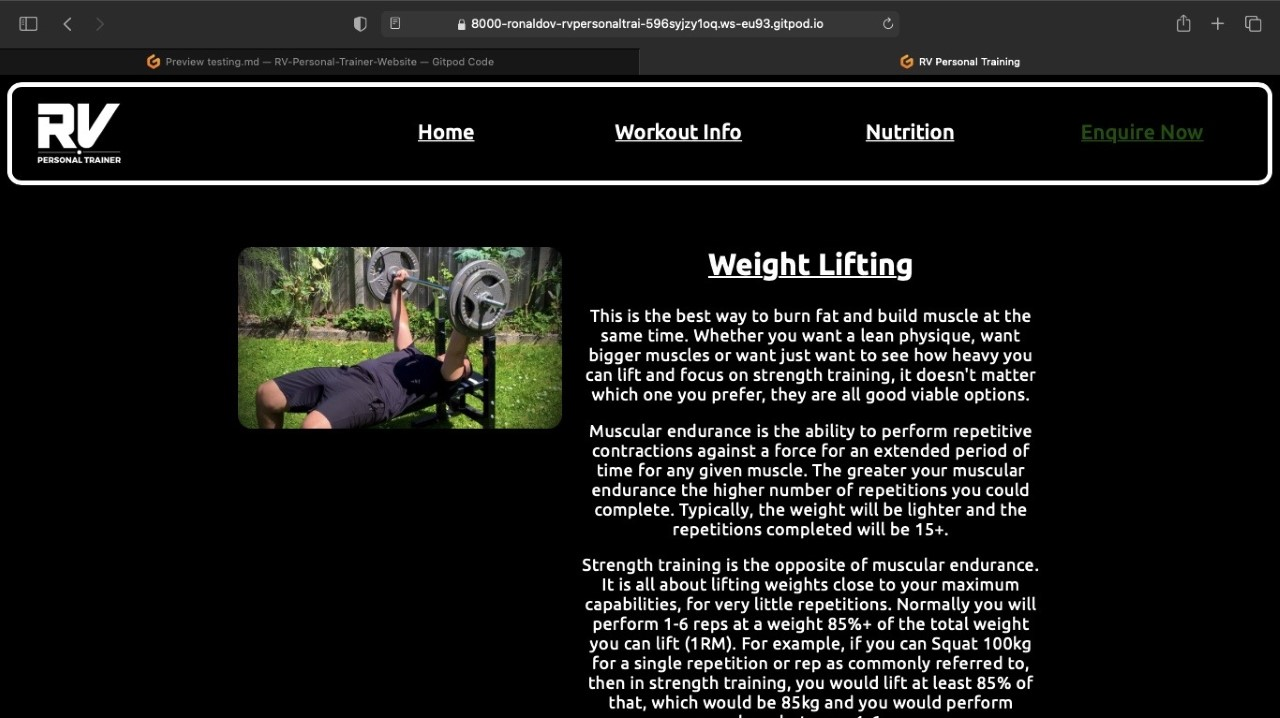 8000-ronaldov-rvpersonaltrai-596syjzy1oq.ws-eu93.gitpod.io
Preview testing.md — RV-Personal-Trainer-Website — Gitpod Code
RV Personal Training
RV
PERSONAL TRAINER
Home
Workout Info
Nutrition
Enquire Now
Weight Lifting
This is the best way to burn fat and build muscle at the
same time. Whether you want a lean physique, want
bigger muscles or want just want to see how heavy you
can lift and focus on strength training, it doesn't matter
which one you prefer, they are all good viable options.
Muscular endurance is the ability to perform repetitive
contractions against a force for an extended period of
time for any given muscle. The greater your muscular
endurance the higher number of repetitions you could
complete. Typically, the weight will be lighter and the
repetitions completed will be 15+.
Strength training is the opposite of muscular endurance.
It is all about lifting weights close to your maximum
capabilities, for very little repetitions. Normally you will
perform 1-6 reps at a weight 85%+ of the total weight
you can lift (1RM). For example, if you can Squat 100kg
for a single repetition or rep as commonly referred to,
then in strength training, you would lift at least 85% of
that, which would be 85kg and you would perform